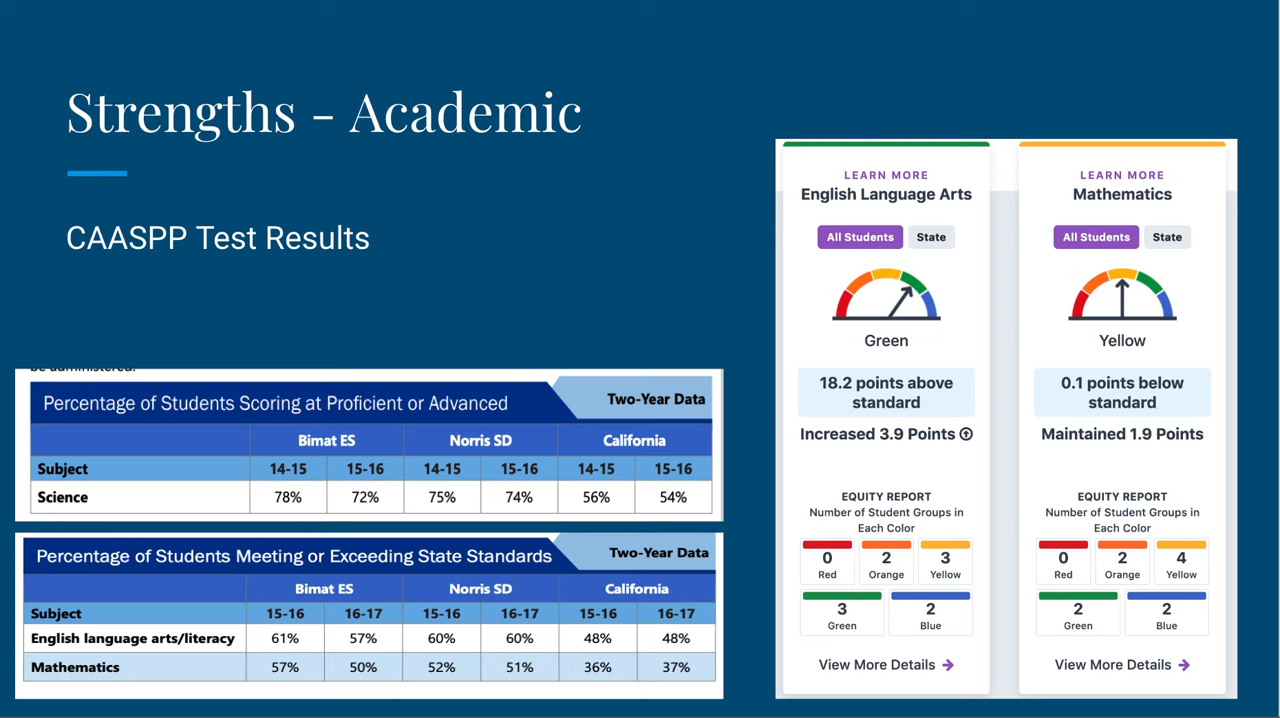 Strengths - Academic
CAASPP Test Results
be administered.
Percentage of Students Scoring at Proficient or Advanced Two-Year Data
Bimat ES Norris SD California
Subject 14-15 15-16 14-15 15-16 14-15 15-16
Science 78% 72% 75% 74% 56% 54%
Percentage of Students Meeting or Exceeding State Standards Two-Year Data
Bimat ES Norris SD California
Subject 15-16 16-17 15-16 16-17 15-16 16-17
English language arts/literacy 61% 57% 60% 60% 48% 48%
Mathematics 57% 50% 52% 51% 36% 37%
LEARN MORE
English Language Arts
All Students State
Green
18.2 points above
standard
Increased 3.9 Points
EQUITY REPORT
Number of Student Groups in
Each Color
0 2 3
Red Orange Yellow
3 2
Green Blue
View More Details
LEARN MORE
Mathematics
All Students State
Yellow
0.1 points below
standard
Maintained 1.9 Points
EQUITY REPORT
Number of Student Groups in
Each Color
0 2 4
Red Orange Yellow
2 2
Green Blue
View More Details